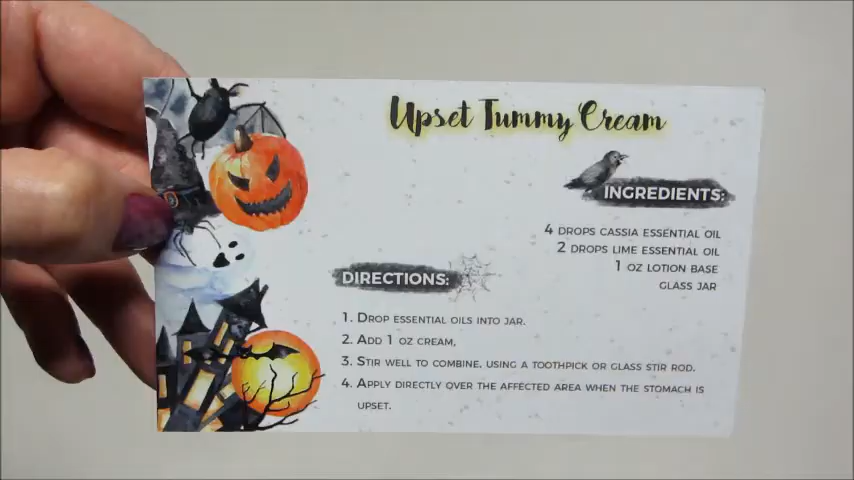 Upset Tummy Cream
INGREDIENTS:
4 DROPS CASSIA ESSENTIAL OIL
2 DROPS LIME ESSENTIAL OIL
1 OZ LOTION BASE
GLASS JAR
DIRECTIONS:
1. DROP ESSENTIAL OILS INTO JAR.
2. ADD 1 OZ CREAM,
3. STIR WELL TO COMBINE, USING A TOOTHPICK OR GLASS STIR ROD.
4. APPLY DIRECTLY OVER THE AFFECTED AREA WHEN THE STOMACH IS
UPSET.